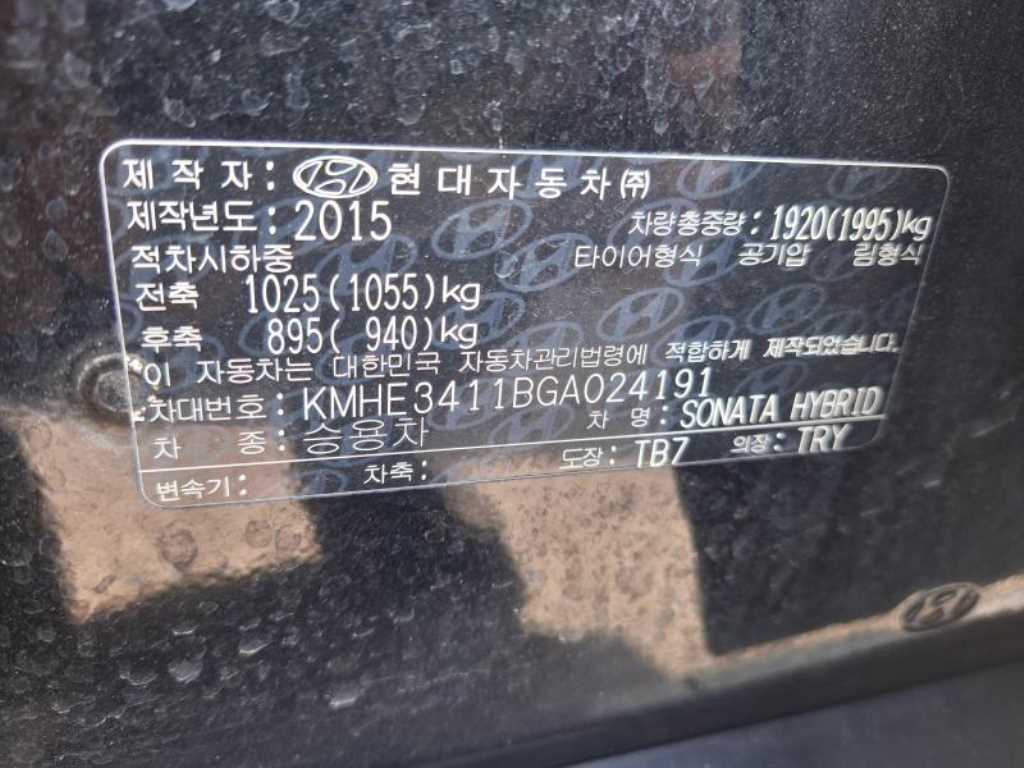 제 작 자 : 현 대 자 동 차 ㈜
제작년도 : 2015 차량총중량 : 1920(1995)kg
적차시하중 타이어형식 공기압 림형식
전축 1025(1055)kg
후축 895( 940)kg
이 자동차는 대한민국 자동차관리법령에 적합하게 제작되었습니다.
차대번호 : KMHE3411BGA024191
차 종 : 승용차 차 명 : SONATA HYBRID
변속기 : 차축 : 도장 : TB7 의장 : TRY